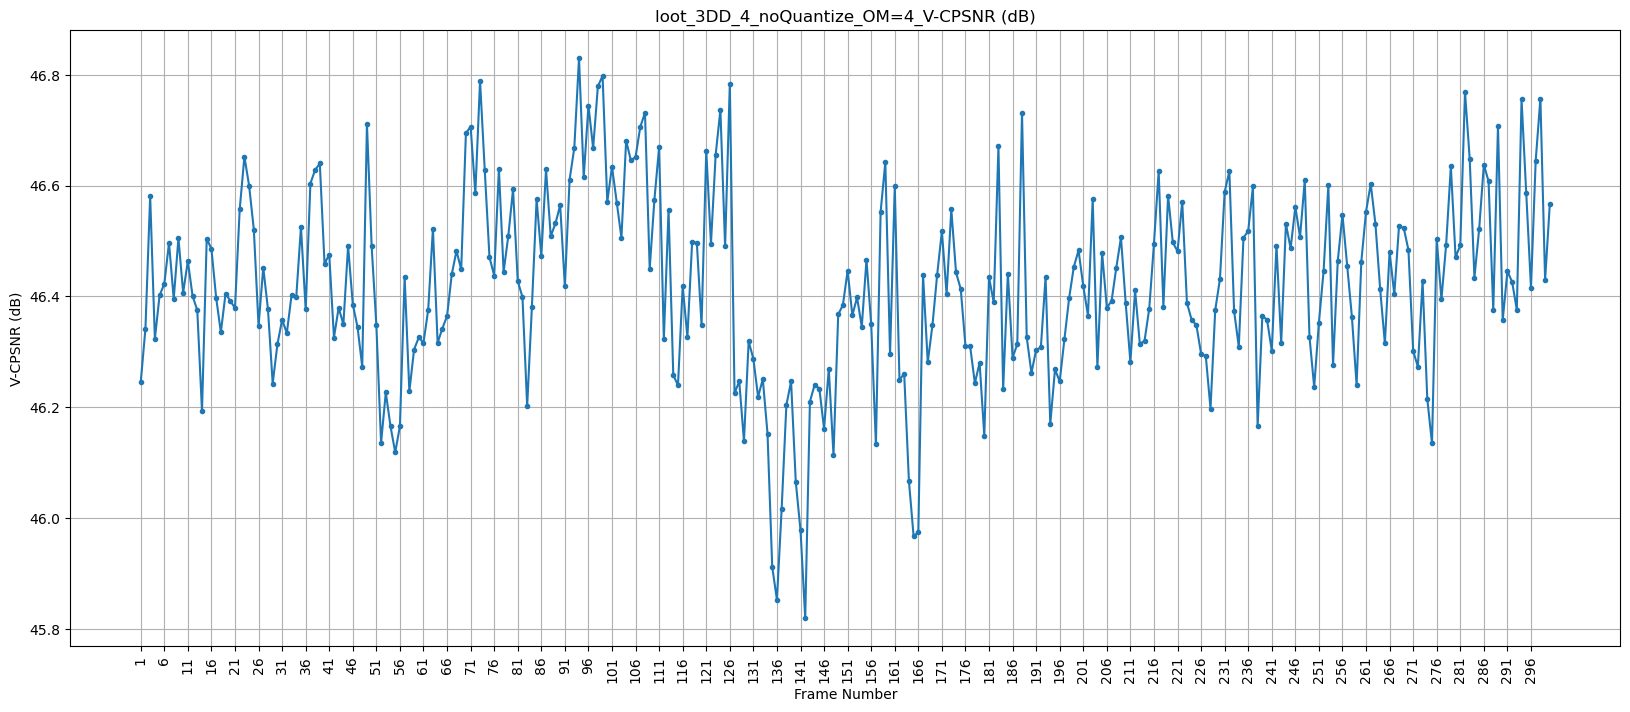 loot_3DD_4_noQuantize_OM=4_V-CPSNR (dB)
V-CPSNR (dB)
46.8
46.6
46.4
46.2
46.0
45.8
1 6 11 16 21 26 31 36 41 46 51 56 61 66 71 76 81 86 91 96 101 106 111 116 121 126 131 136 141 146 151 156 161 166 171 176 181 186 191 196 201 206 211 216 221 226 231 236 241 246 251 256 261 266 271 276 281 286 291 296
Frame Number